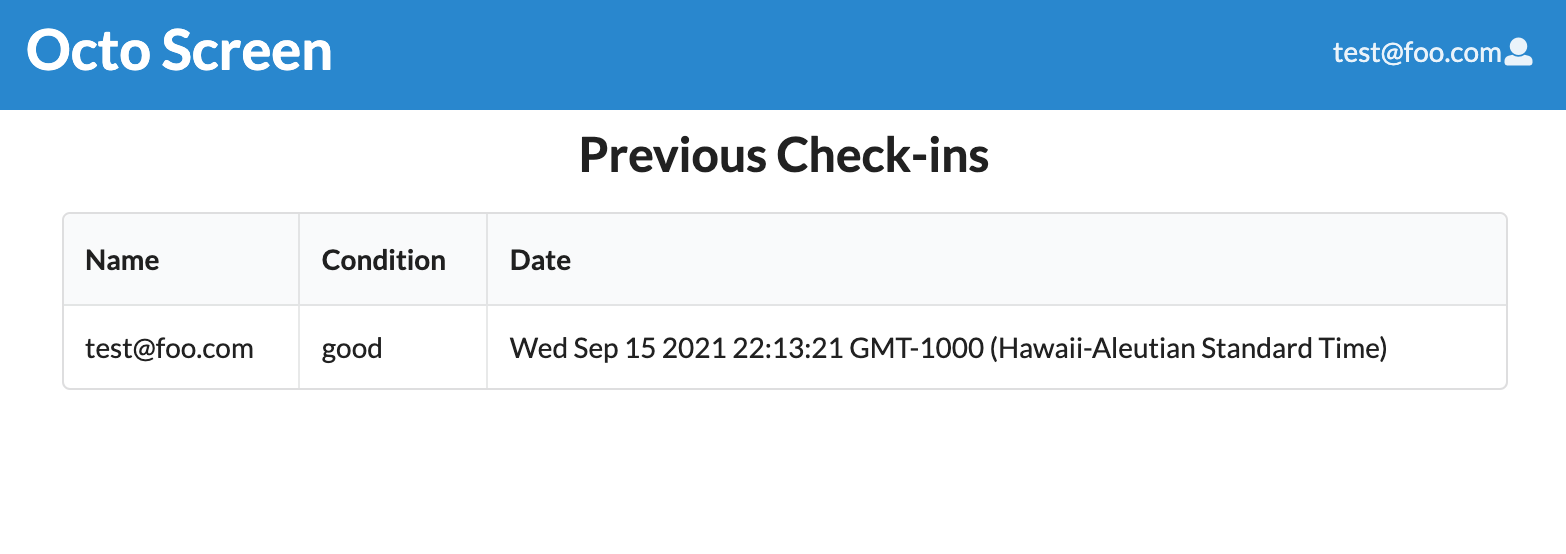 Octo Screen
test@foo.com
Previous Check-ins
Name Condition Date
test@foo.com good Wed Sep 15 2021 22:13:21 GMT-1000 (Hawaii-Aleutian Standard Time)